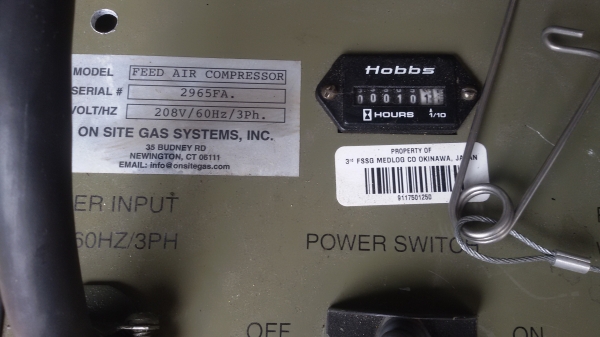 MODEL FEED AIR COMPRESSOR
SERIAL # 2965FA.
VOLT/HZ 208V/60Hz/3Ph.
ON SITE GAS SYSTEMS, INC.
35 BUDNEY RD
NEWINGTON, CT 06111
EMAIL: info@onsitegas.com
Hobbs
00010
HOURS 1/10
PROPERTY OF
3rd FSSG MEDLOG CO OKINAWA, JAPAN
9117501250
ER INPUT
60HZ/3PH
POWER SWITCH
OFF
ON